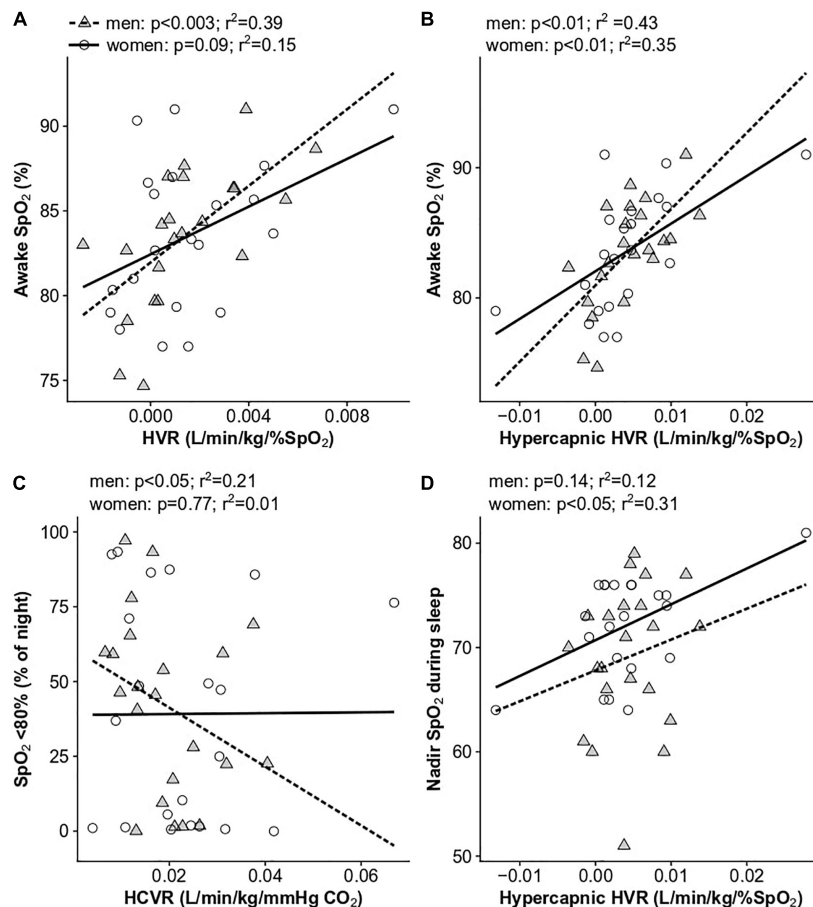 A
men: p<0.003; r²=0.39
women: p=0.09; r²=0.15
90
85
80
75
Awake SpO₂ (%)
0.000 0.004 0.008
HVR (L/min/kg/%SpO₂)
B
men: p<0.01; r²=0.43
women: p<0.01; r²=0.35
90
80
Awake SpO₂ (%)
−0.01 0.00 0.01 0.02
Hypercapnic HVR (L/min/kg/%SpO₂)
C
men: p<0.05; r²=0.21
women: p=0.77; r²=0.01
100
75
50
25
0
SpO₂ <80% (% of night)
0.02 0.04 0.06
HCVR (L/min/kg/mmHg CO₂)
D
men: p=0.14; r²=0.12
women: p<0.05; r²=0.31
80
70
60
50
Nadir SpO₂ during sleep
−0.01 0.00 0.01 0.02
Hypercapnic HVR (L/min/kg/%SpO₂)